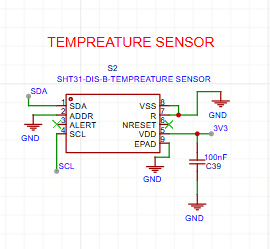 TEMPREATURE SENSOR
S2
SHT31-DIS-B-TEMPREATURE SENSOR
SDA
1 SDA VSS 8
2 ADDR R 7
3 ALERT NRESET 6
4 SCL VDD 5
EPAD 9
GND
3V3
GND
SCL
GND
100nF
C39
GND